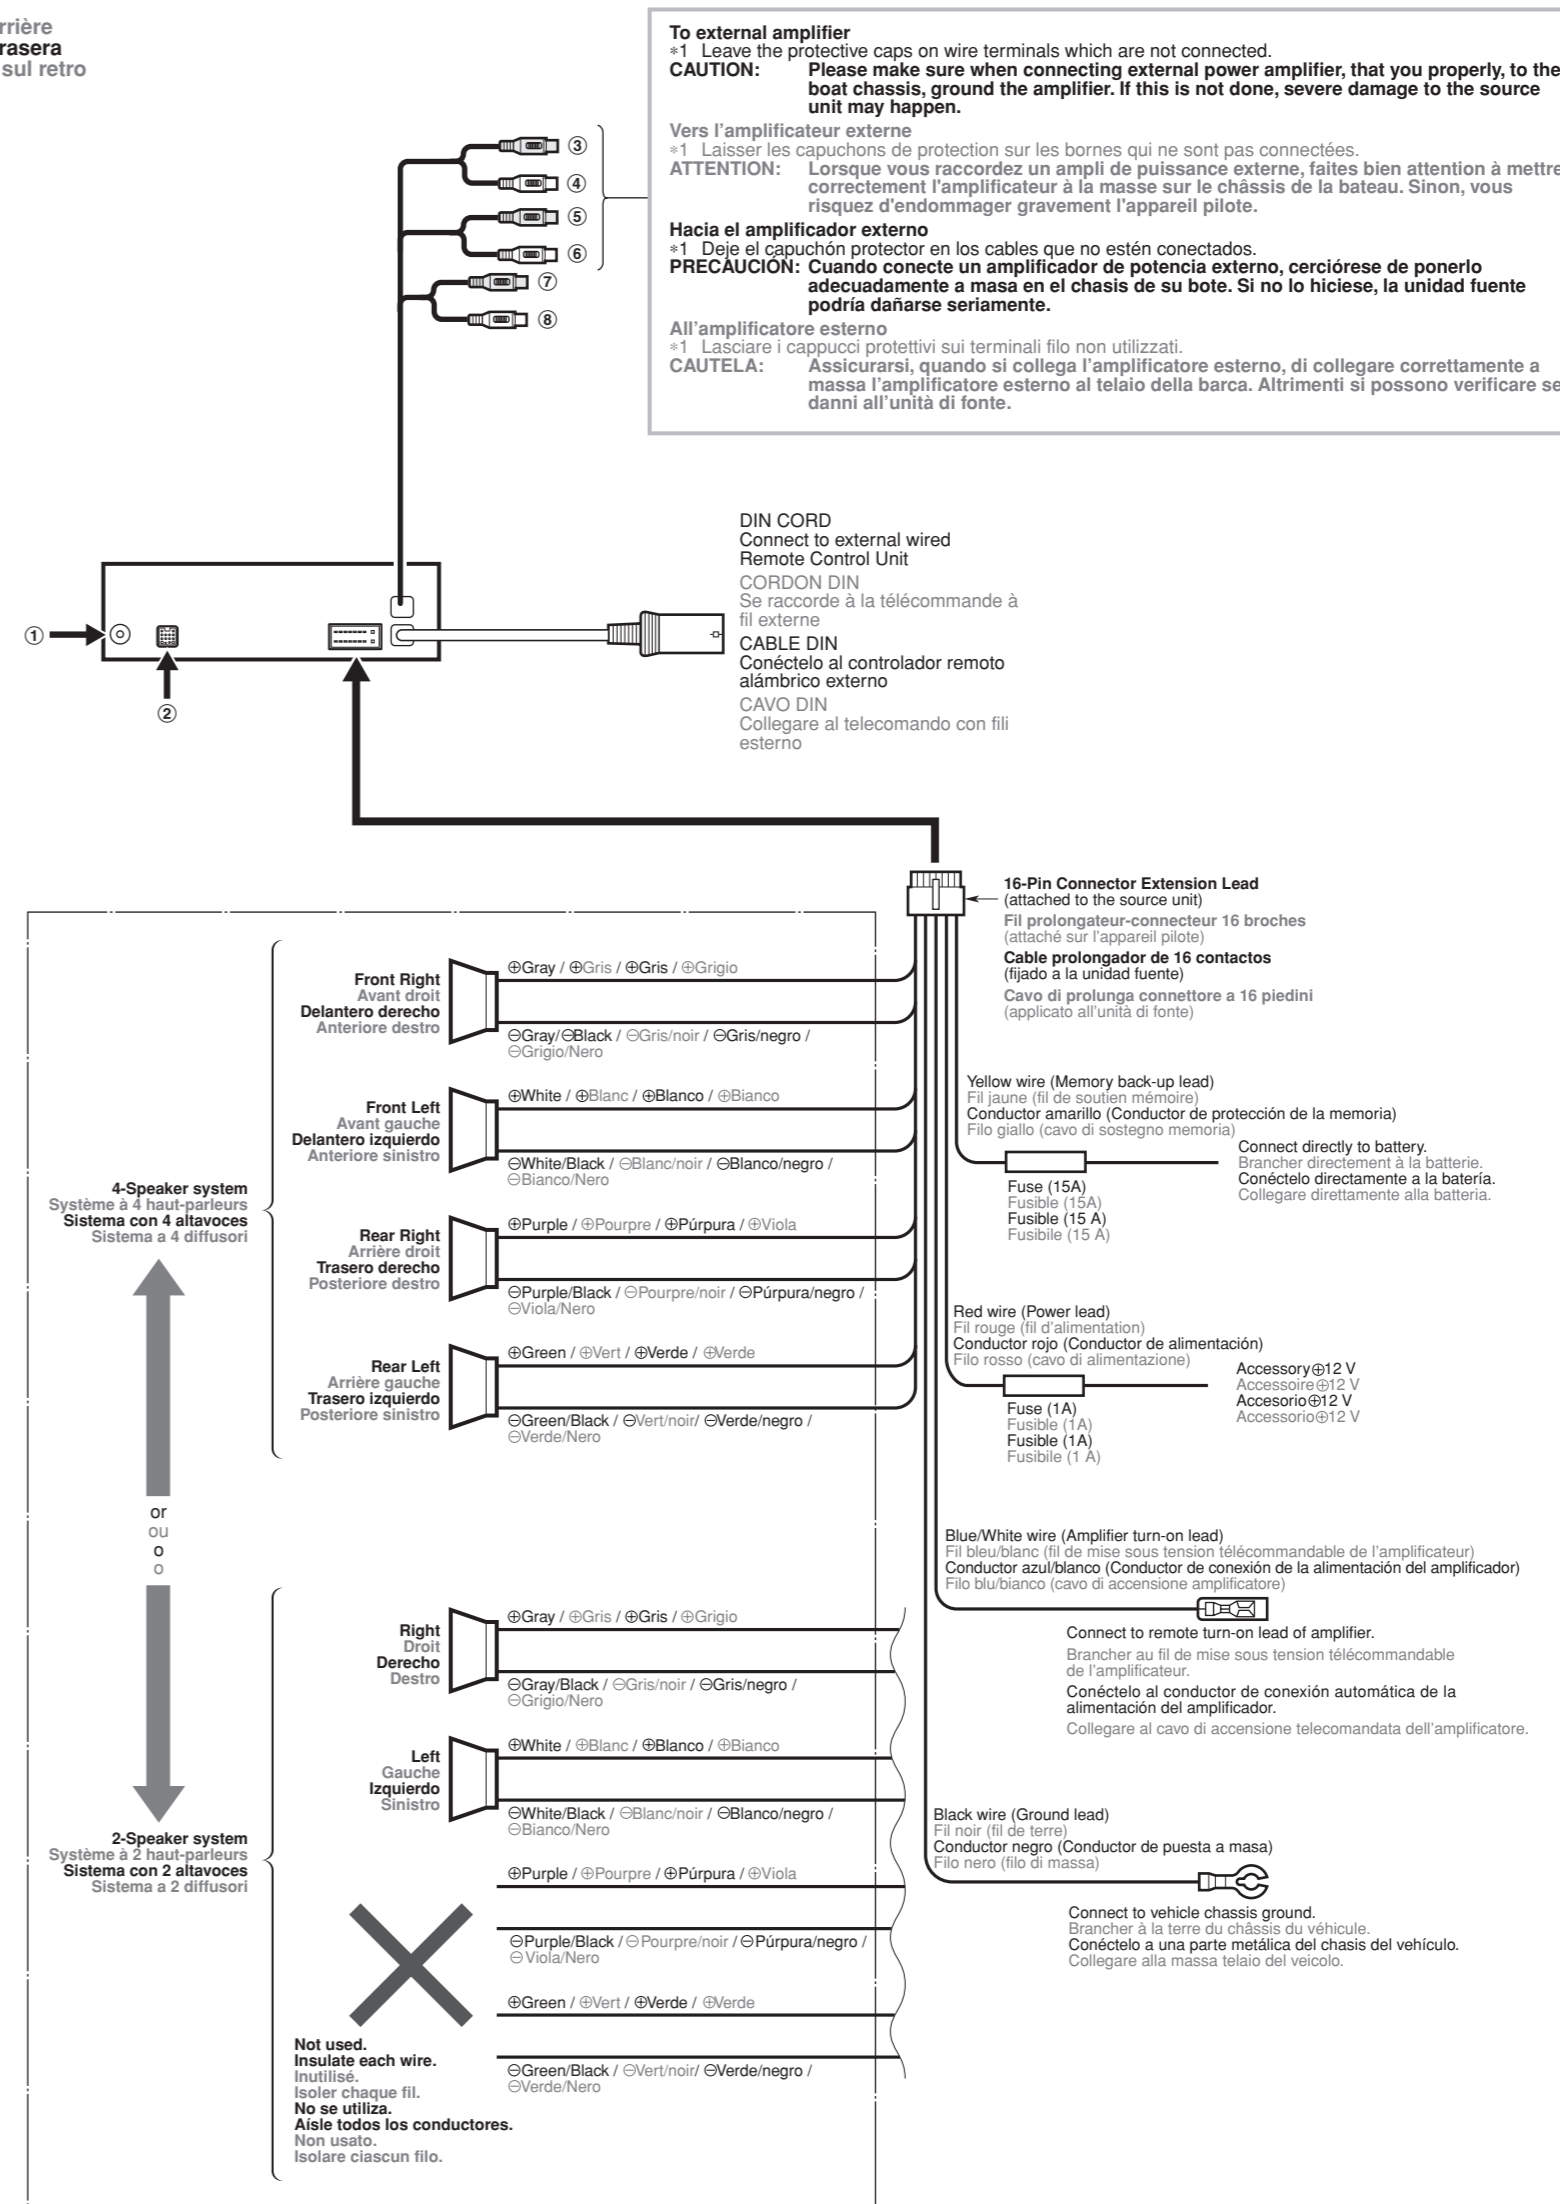 rrière
rasera
sul retro
To external amplifier
*1 Leave the protective caps on wire terminals which are not connected.
CAUTION: Please make sure when connecting external power amplifier, that you properly, to the
boat chassis, ground the amplifier. If this is not done, severe damage to the source
unit may happen.
Vers l'amplificateur externe
*1 Laisser les capuchons de protection sur les bornes qui ne sont pas connectées.
ATTENTION: Lorsque vous raccordez un ampli de puissance externe, faites bien attention à mettre
correctement l'amplificateur à la masse sur le châssis de la bateau. Sinon, vous
risquez d'endommager gravement l'appareil pilote.
Hacia el amplificador externo
*1 Deje el capuchón protector en los cables que no estén conectados.
PRECAUCIÓN: Cuando conecte un amplificador de potencia externo, cerciórese de ponerlo
adecuadamente a masa en el chasis de su bote. Si no lo hiciese, la unidad fuente
podría dañarse seriamente.
All'amplificatore esterno
*1 Lasciare i cappucci protettivi sui terminali filo non utilizzati.
CAUTELA: Assicurarsi, quando si collega l'amplificatore esterno, di collegare correttamente a
massa l'amplificatore esterno al telaio della barca. Altrimenti si possono verificare se
danni all'unità di fonte.
③
④
⑤
⑥
⑦
⑧
①
②
DIN CORD
Connect to external wired
Remote Control Unit
CORDON DIN
Se raccorde à la télécommande à
fil externe
CABLE DIN
Conéctelo al controlador remoto
alámbrico externo
CAVO DIN
Collegare al telecomando con fili
esterno
16-Pin Connector Extension Lead
(attached to the source unit)
Fil prolongateur-connecteur 16 broches
(attaché sur l'appareil pilote)
Cable prolongador de 16 contactos
(fijado a la unidad fuente)
Cavo di prolunga connettore a 16 piedini
(applicato all'unità di fonte)
4-Speaker system
Système à 4 haut-parleurs
Sistema con 4 altavoces
Sistema a 4 diffusori
Front Right
Avant droit
Delantero derecho
Anteriore destro
⊕Gray / ⊕Gris / ⊕Gris / ⊕Grigio
⊖Gray/⊖Black / ⊖Gris/noir / ⊖Gris/negro /
⊖Grigio/Nero
Front Left
Avant gauche
Delantero izquierdo
Anteriore sinistro
⊕White / ⊕Blanc / ⊕Blanco / ⊕Bianco
⊖White/Black / ⊖Blanc/noir / ⊖Blanco/negro /
⊖Bianco/Nero
Rear Right
Arrière droit
Trasero derecho
Posteriore destro
⊕Purple / ⊕Pourpre / ⊕Púrpura / ⊕Viola
⊖Purple/Black / ⊖Pourpre/noir / ⊖Púrpura/negro /
⊖Viola/Nero
Rear Left
Arrière gauche
Trasero izquierdo
Posteriore sinistro
⊕Green / ⊕Vert / ⊕Verde / ⊕Verde
⊖Green/Black / ⊖Vert/noir/ ⊖Verde/negro /
⊖Verde/Nero
Yellow wire (Memory back-up lead)
Fil jaune (fil de soutien mémoire)
Conductor amarillo (Conductor de protección de la memoria)
Filo giallo (cavo di sostegno memoria)
Connect directly to battery.
Brancher directement à la batterie.
Conéctelo directamente a la batería.
Collegare direttamente alla batteria.
Fuse (15A)
Fusible (15A)
Fusible (15 A)
Fusibile (15 A)
Red wire (Power lead)
Fil rouge (fil d'alimentation)
Conductor rojo (Conductor de alimentación)
Filo rosso (cavo di alimentazione)
Accessory⊕12 V
Accessoire⊕12 V
Accesorio⊕12 V
Accessorio⊕12 V
Fuse (1A)
Fusible (1A)
Fusible (1A)
Fusibile (1 A)
or
ou
o
o
Blue/White wire (Amplifier turn-on lead)
Fil bleu/blanc (fil de mise sous tension télécommandable de l'amplificateur)
Conductor azul/blanco (Conductor de conexión de la alimentación del amplificador)
Filo blu/bianco (cavo di accensione amplificatore)
Connect to remote turn-on lead of amplifier.
Brancher au fil de mise sous tension télécommandable
de l'amplificateur.
Conéctelo al conductor de conexión automática de la
alimentación del amplificador.
Collegare al cavo di accensione telecomandata dell'amplificatore.
2-Speaker system
Système à 2 haut-parleurs
Sistema con 2 altavoces
Sistema a 2 diffusori
Right
Droit
Derecho
Destro
⊕Gray / ⊕Gris / ⊕Gris / ⊕Grigio
⊖Gray/Black / ⊖Gris/noir / ⊖Gris/negro /
⊖Grigio/Nero
Left
Gauche
Izquierdo
Sinistro
⊕White / ⊕Blanc / ⊕Blanco / ⊕Bianco
⊖White/Black / ⊖Blanc/noir / ⊖Blanco/negro /
⊖Bianco/Nero
⊕Purple / ⊕Pourpre / ⊕Púrpura / ⊕Viola
⊖Purple/Black / ⊖Pourpre/noir / ⊖Púrpura/negro /
⊖Viola/Nero
⊕Green / ⊕Vert / ⊕Verde / ⊕Verde
⊖Green/Black / ⊖Vert/noir/ ⊖Verde/negro /
⊖Verde/Nero
Not used.
Insulate each wire.
Inutilisé.
Isoler chaque fil.
No se utiliza.
Aísle todos los conductores.
Non usato.
Isolare ciascun filo.
Black wire (Ground lead)
Fil noir (fil de terre)
Conductor negro (Conductor de puesta a masa)
Filo nero (filo di massa)
Connect to vehicle chassis ground.
Brancher à la terre du châssis du véhicule.
Conéctelo a una parte metálica del chasis del vehículo.
Collegare alla massa telaio del veicolo.